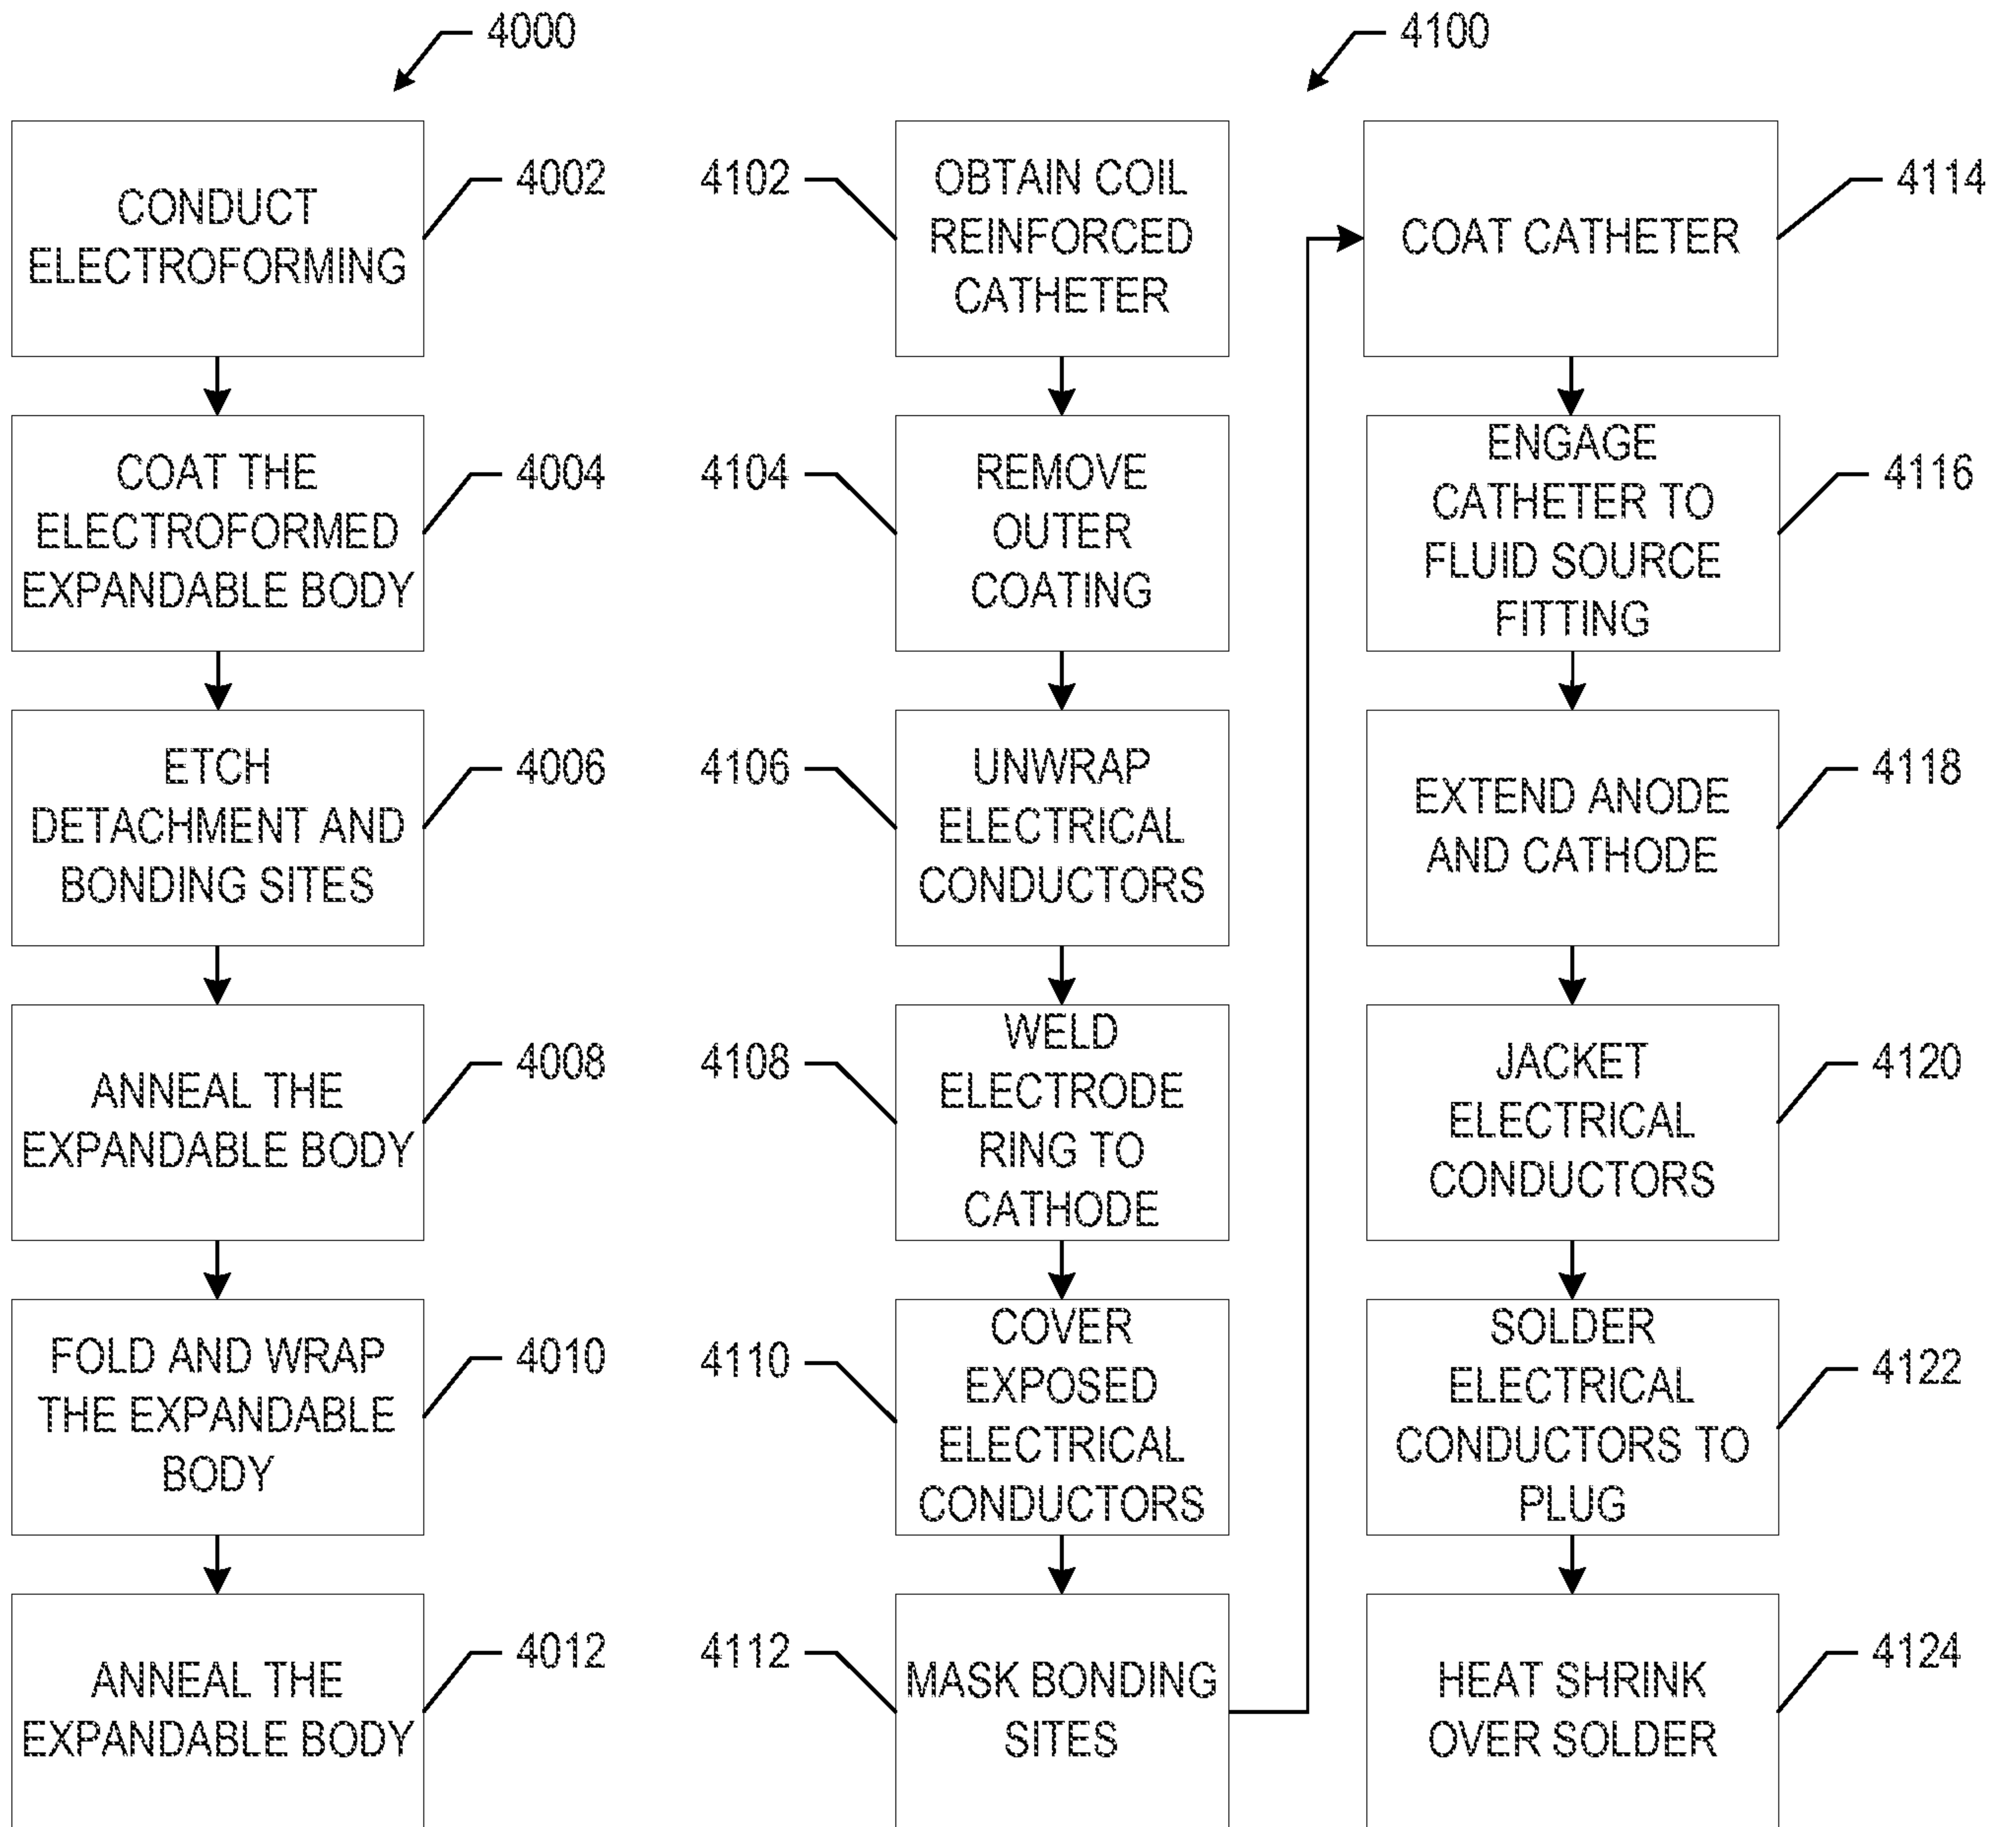 4000
CONDUCT
ELECTROFORMING
4002
COAT THE
ELECTROFORMED
EXPANDABLE BODY
4004
ETCH
DETACHMENT AND
BONDING SITES
4006
ANNEAL THE
EXPANDABLE BODY
4008
FOLD AND WRAP
THE EXPANDABLE
BODY
4010
ANNEAL THE
EXPANDABLE BODY
4012
4100
4102
OBTAIN COIL
REINFORCED
CATHETER
4104
REMOVE
OUTER
COATING
4106
UNWRAP
ELECTRICAL
CONDUCTORS
4108
WELD
ELECTRODE
RING TO
CATHODE
4110
COVER
EXPOSED
ELECTRICAL
CONDUCTORS
4112
MASK BONDING
SITES
COAT CATHETER
4114
ENGAGE
CATHETER TO
FLUID SOURCE
FITTING
4116
EXTEND ANODE
AND CATHODE
4118
JACKET
ELECTRICAL
CONDUCTORS
4120
SOLDER
ELECTRICAL
CONDUCTORS TO
PLUG
4122
HEAT SHRINK
OVER SOLDER
4124